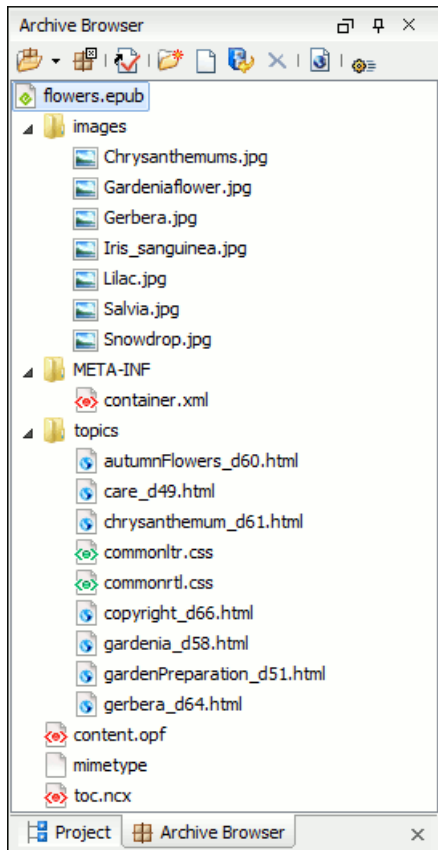 Archive Browser
flowers.epub
images
Chrysanthemums.jpg
Gardeniaflower.jpg
Gerbera.jpg
Iris_sanguinea.jpg
Lilac.jpg
Salvia.jpg
Snowdrop.jpg
META-INF
container.xml
topics
autumnFlowers_d60.html
care_d49.html
chrysanthemum_d61.html
commonltr.css
commonrtl.css
copyright_d66.html
gardenia_d58.html
gardenPreparation_d51.html
gerbera_d64.html
content.opf
mimetype
toc.ncx
Project Archive Browser